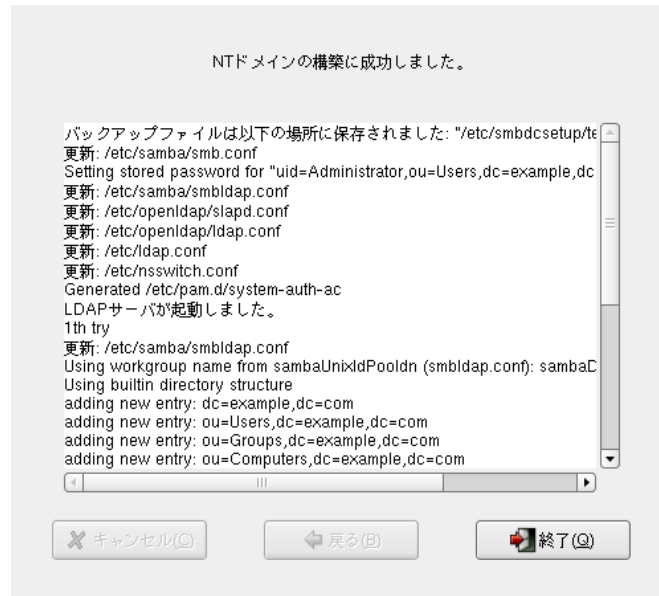 NTドメインの構築に成功しました。
バックアップファイルは以下の場所に保存されました: "/etc/smbdcsetup/te
更新: /etc/samba/smb.conf
Setting stored password for "uid=Administrator,ou=Users,dc=example,dc
更新: /etc/samba/smbldap.conf
更新: /etc/openldap/slapd.conf
更新: /etc/openldap/ldap.conf
更新: /etc/ldap.conf
更新: /etc/nsswitch.conf
Generated /etc/pam.d/system-auth-ac
LDAPサーバが起動しました。
1th try
更新: /etc/samba/smbldap.conf
Using workgroup name from sambaUnixIdPooldn (smbldap.conf): sambaD
Using builtin directory structure
adding new entry: dc=example,dc=com
adding new entry: ou=Users,dc=example,dc=com
adding new entry: ou=Groups,dc=example,dc=com
adding new entry: ou=Computers,dc=example,dc=com
キャンセル(C) 戻る(B) 終了(Q)